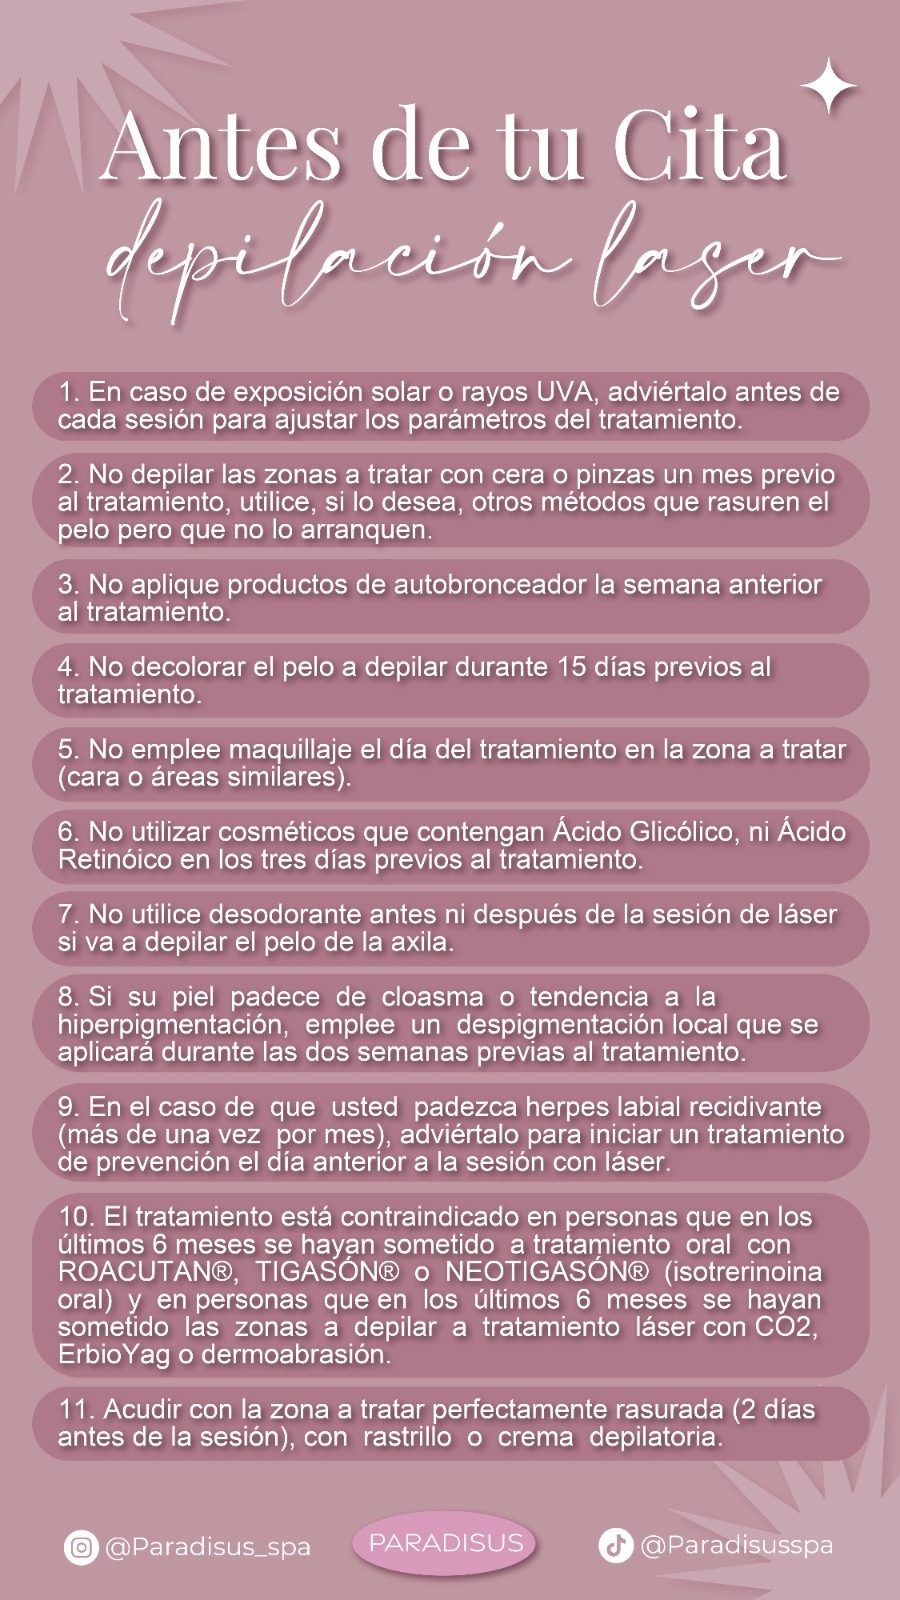 Antes de tu Cita
depilación laser
1. En caso de exposición solar o rayos UVA, adviértalo antes de
cada sesión para ajustar los parámetros del tratamiento.
2. No depilar las zonas a tratar con cera o pinzas un mes previo
al tratamiento, utilice, si lo desea, otros métodos que rasuren el
pelo pero que no lo arranquen.
3. No aplique productos de autobronceador la semana anterior
al tratamiento.
4. No decolorar el pelo a depilar durante 15 días previos al
tratamiento.
5. No emplee maquillaje el día del tratamiento en la zona a tratar
(cara o áreas similares).
6. No utilizar cosméticos que contengan Ácido Glicólico, ni Ácido
Retinóico en los tres días previos al tratamiento.
7. No utilice desodorante antes ni después de la sesión de láser
si va a depilar el pelo de la axila.
8. Si su piel padece de cloasma o tendencia a la
hiperpigmentación, emplee un despigmentación local que se
aplicará durante las dos semanas previas al tratamiento.
9. En el caso de que usted padezca herpes labial recidivante
(más de una vez por mes), adviértalo para iniciar un tratamiento
de prevención el día anterior a la sesión con láser.
10. El tratamiento está contraindicado en personas que en los
últimos 6 meses se hayan sometido a tratamiento oral con
ROACUTAN®, TIGASÓN® o NEOTIGASÓN® (isotrerinoina
oral) y en personas que en los últimos 6 meses se hayan
sometido las zonas a depilar a tratamiento láser con CO2,
ErbioYag o dermoabrasión.
11. Acudir con la zona a tratar perfectamente rasurada (2 días
antes de la sesión), con rastrillo o crema depilatoria.
@Paradisus_spa
PARADISUS
@Paradisusspa